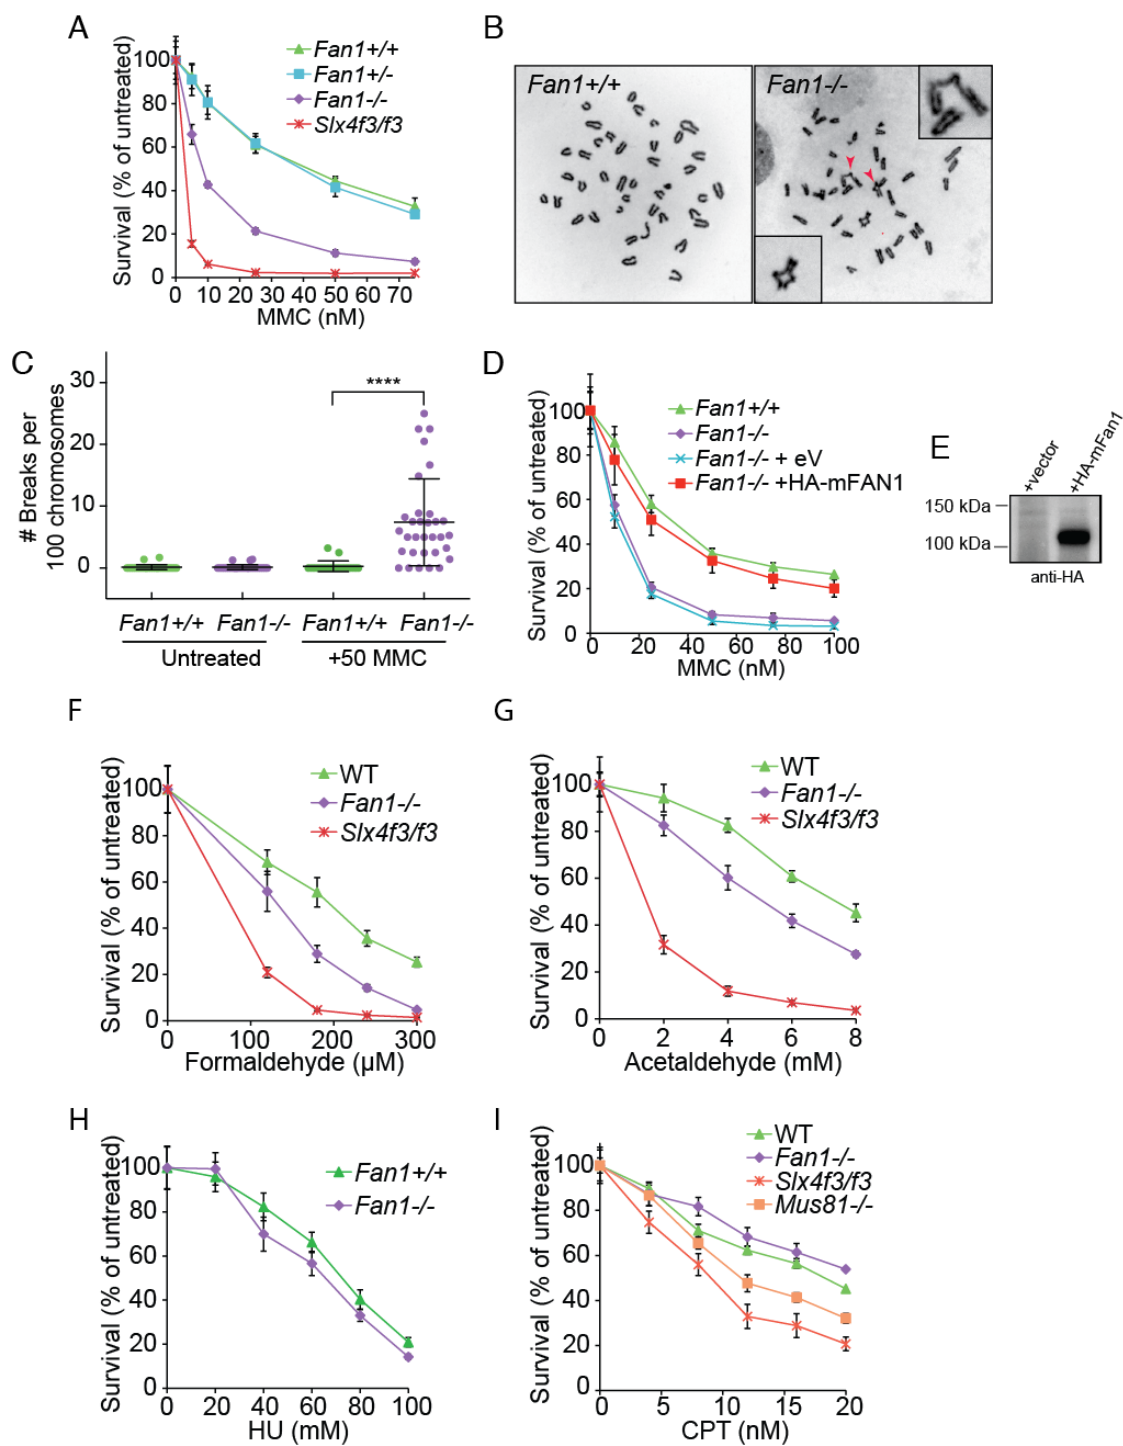 A
Survival (% of untreated)
100
80
60
40
20
0
0 10 20 30 40 50 60 70
MMC (nM)
Fan1+/+
Fan1+/-
Fan1-/-
Slx4f3/f3
B
Fan1+/+
Fan1-/-
C
# Breaks per
100 chromosomes
30
20
10
0
****
Fan1+/+ Fan1-/- Fan1+/+ Fan1-/-
Untreated +50 MMC
D
Survival (% of untreated)
100
80
60
40
20
0
0 20 40 60 80 100
MMC (nM)
Fan1+/+
Fan1-/-
Fan1-/- + eV
Fan1-/- +HA-mFAN1
E
+vector
+HA-mFan1
150 kDa
100 kDa
anti-HA
F
Survival (% of untreated)
100
80
60
40
20
0
0 100 200 300
Formaldehyde (µM)
WT
Fan1-/-
Slx4f3/f3
G
Survival (% of untreated)
100
80
60
40
20
0
0 2 4 6 8
Acetaldehyde (mM)
WT
Fan1-/-
Slx4f3/f3
H
Survival (% of untreated)
100
80
60
40
20
0
0 20 40 60 80 100
HU (mM)
Fan1+/+
Fan1-/-
I
Survival (% of untreated)
100
80
60
40
20
0
0 5 10 15 20
CPT (nM)
WT
Fan1-/-
Slx4f3/f3
Mus81-/-